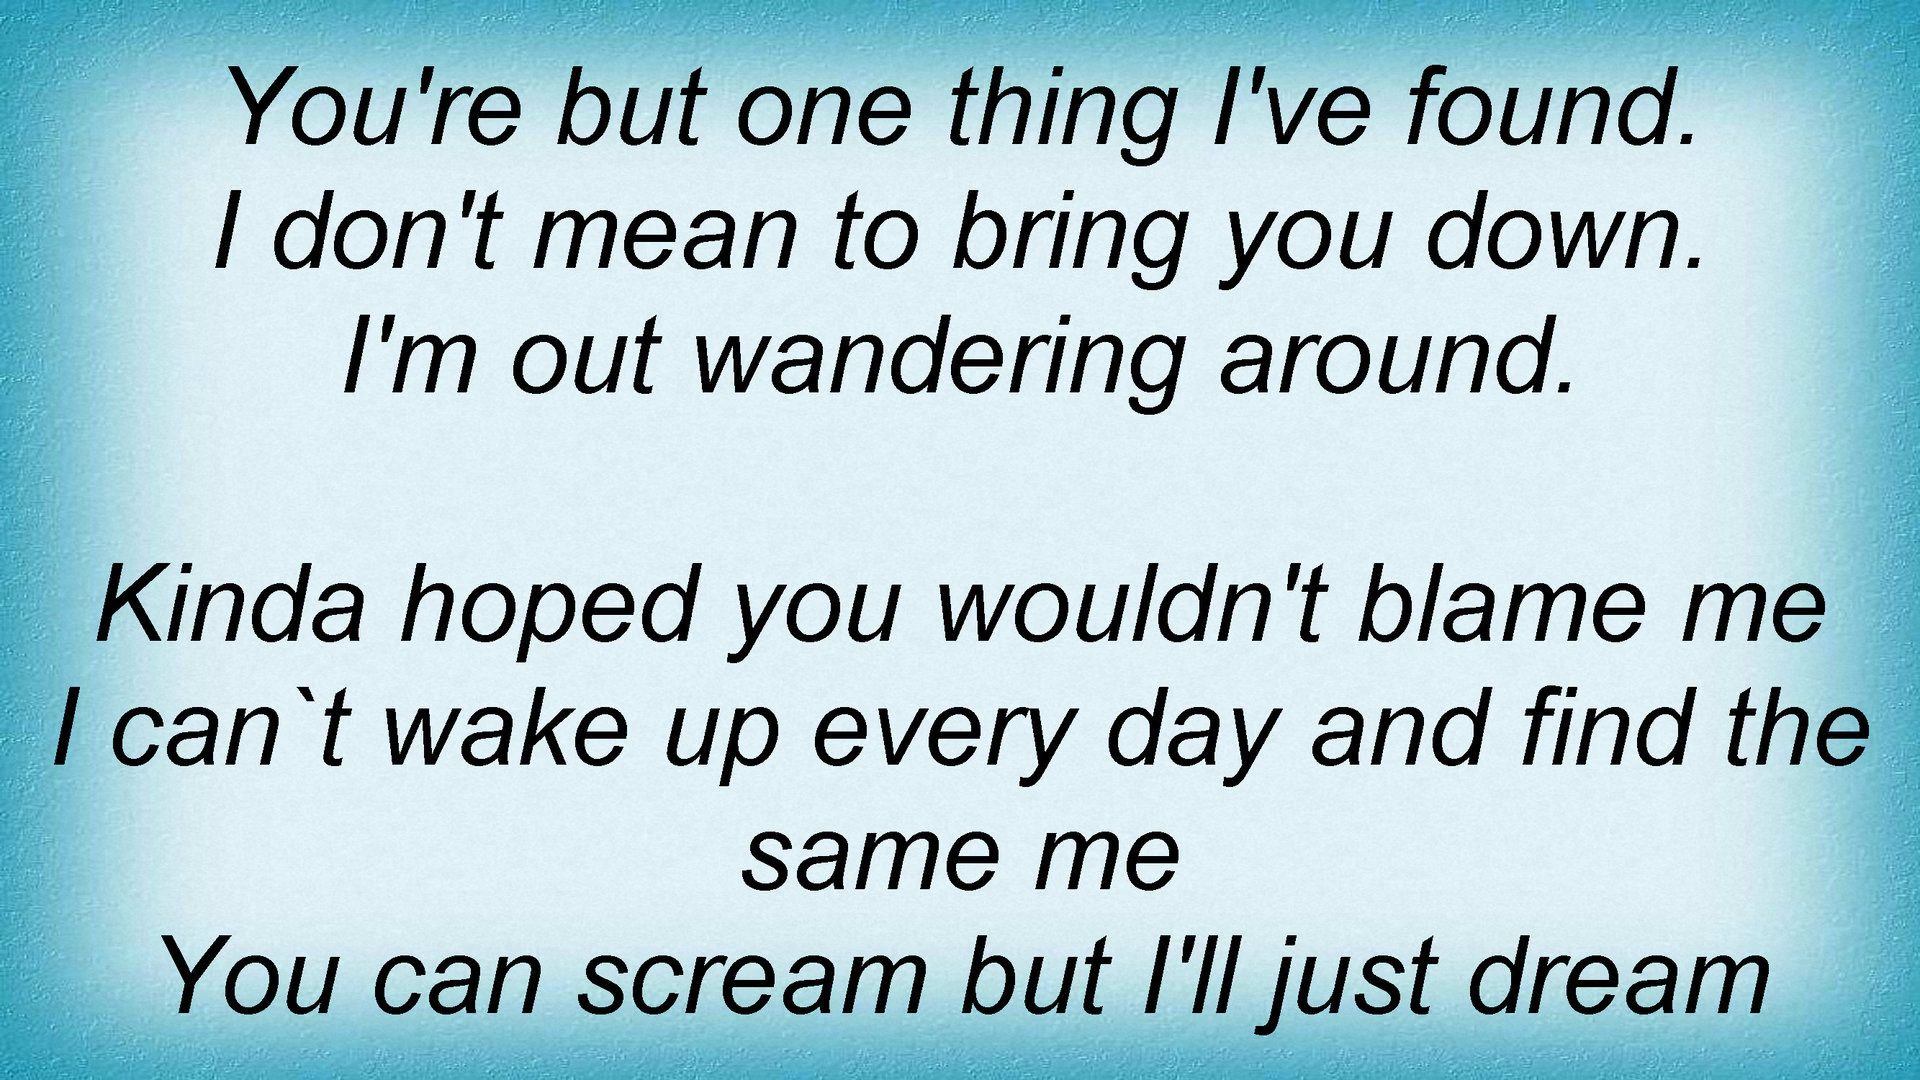 You're but one thing I've found.
I don't mean to bring you down.
I'm out wandering around.
Kinda hoped you wouldn't blame me
I can`t wake up every day and find the
same me
You can scream but I'll just dream